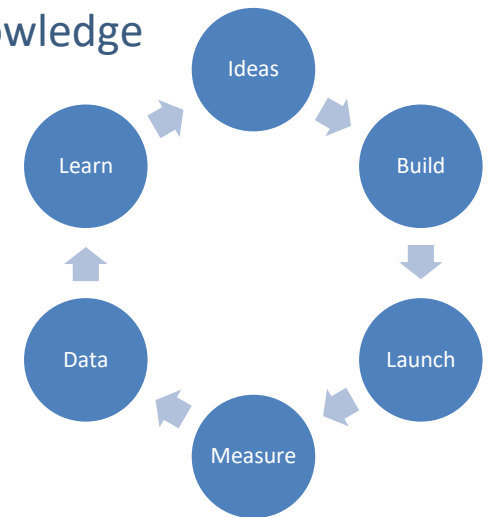 owledge
Ideas
Build
Launch
Measure
Data
Learn